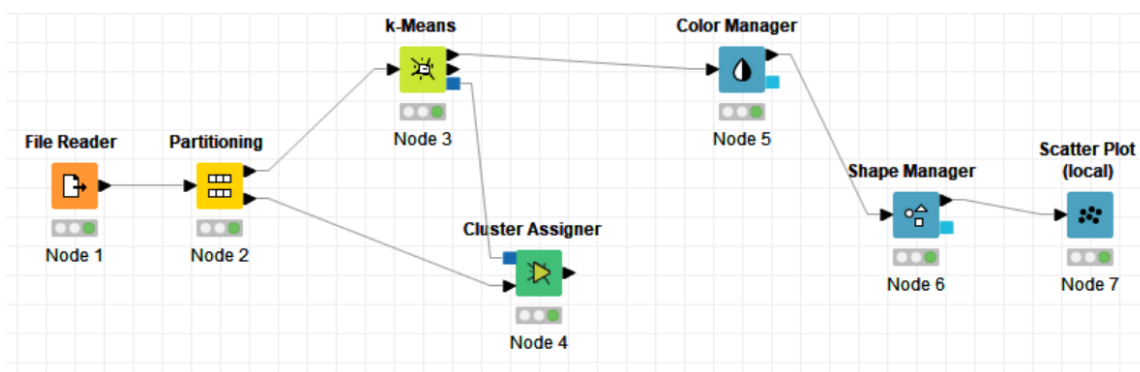 k-Means
Node 3
Color Manager
Node 5
File Reader
Node 1
Partitioning
Node 2
Scatter Plot
(local)
Node 7
Shape Manager
Node 6
Cluster Assigner
Node 4